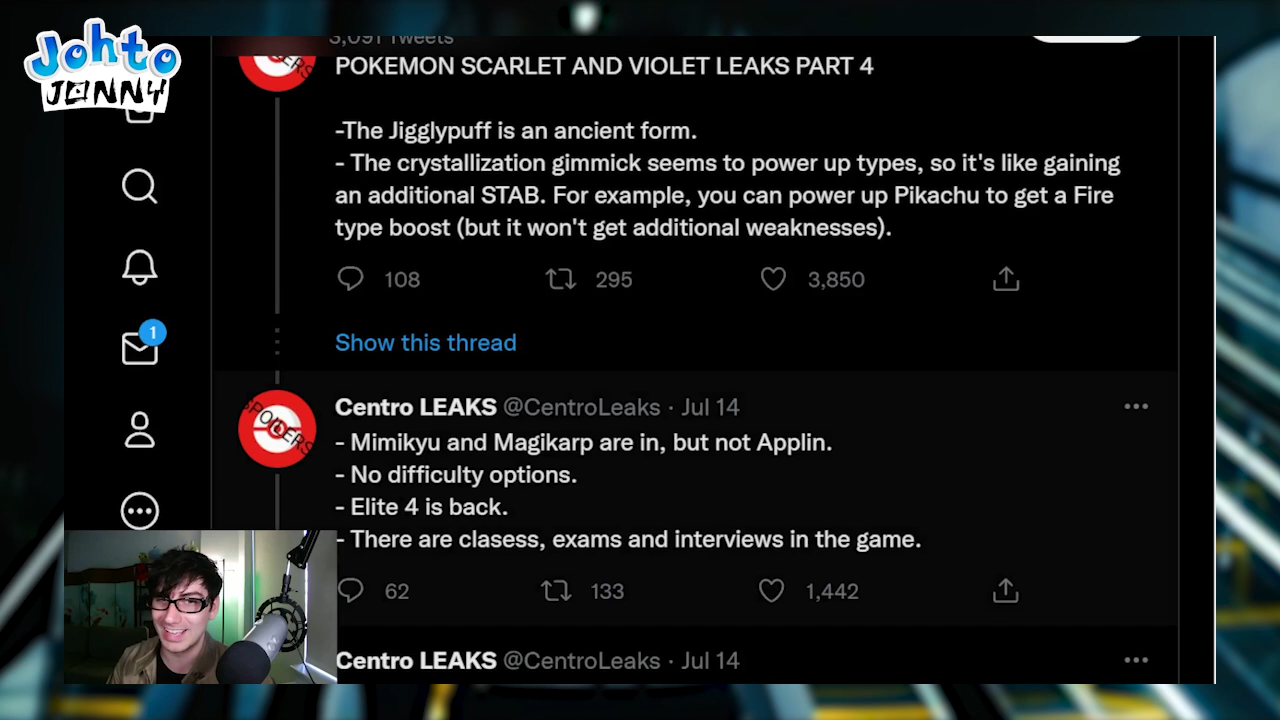 Johto
JONNY
3,091 Tweets
POKEMON SCARLET AND VIOLET LEAKS PART 4
-The Jigglypuff is an ancient form.
- The crystallization gimmick seems to power up types, so it's like gaining
an additional STAB. For example, you can power up Pikachu to get a Fire
type boost (but it won't get additional weaknesses).
108 295 3,850
Show this thread
1
Centro LEAKS @CentroLeaks · Jul 14
SPOILERS
- Mimikyu and Magikarp are in, but not Applin.
- No difficulty options.
- Elite 4 is back.
- There are clasess, exams and interviews in the game.
62 133 1,442
Centro LEAKS @CentroLeaks · Jul 14